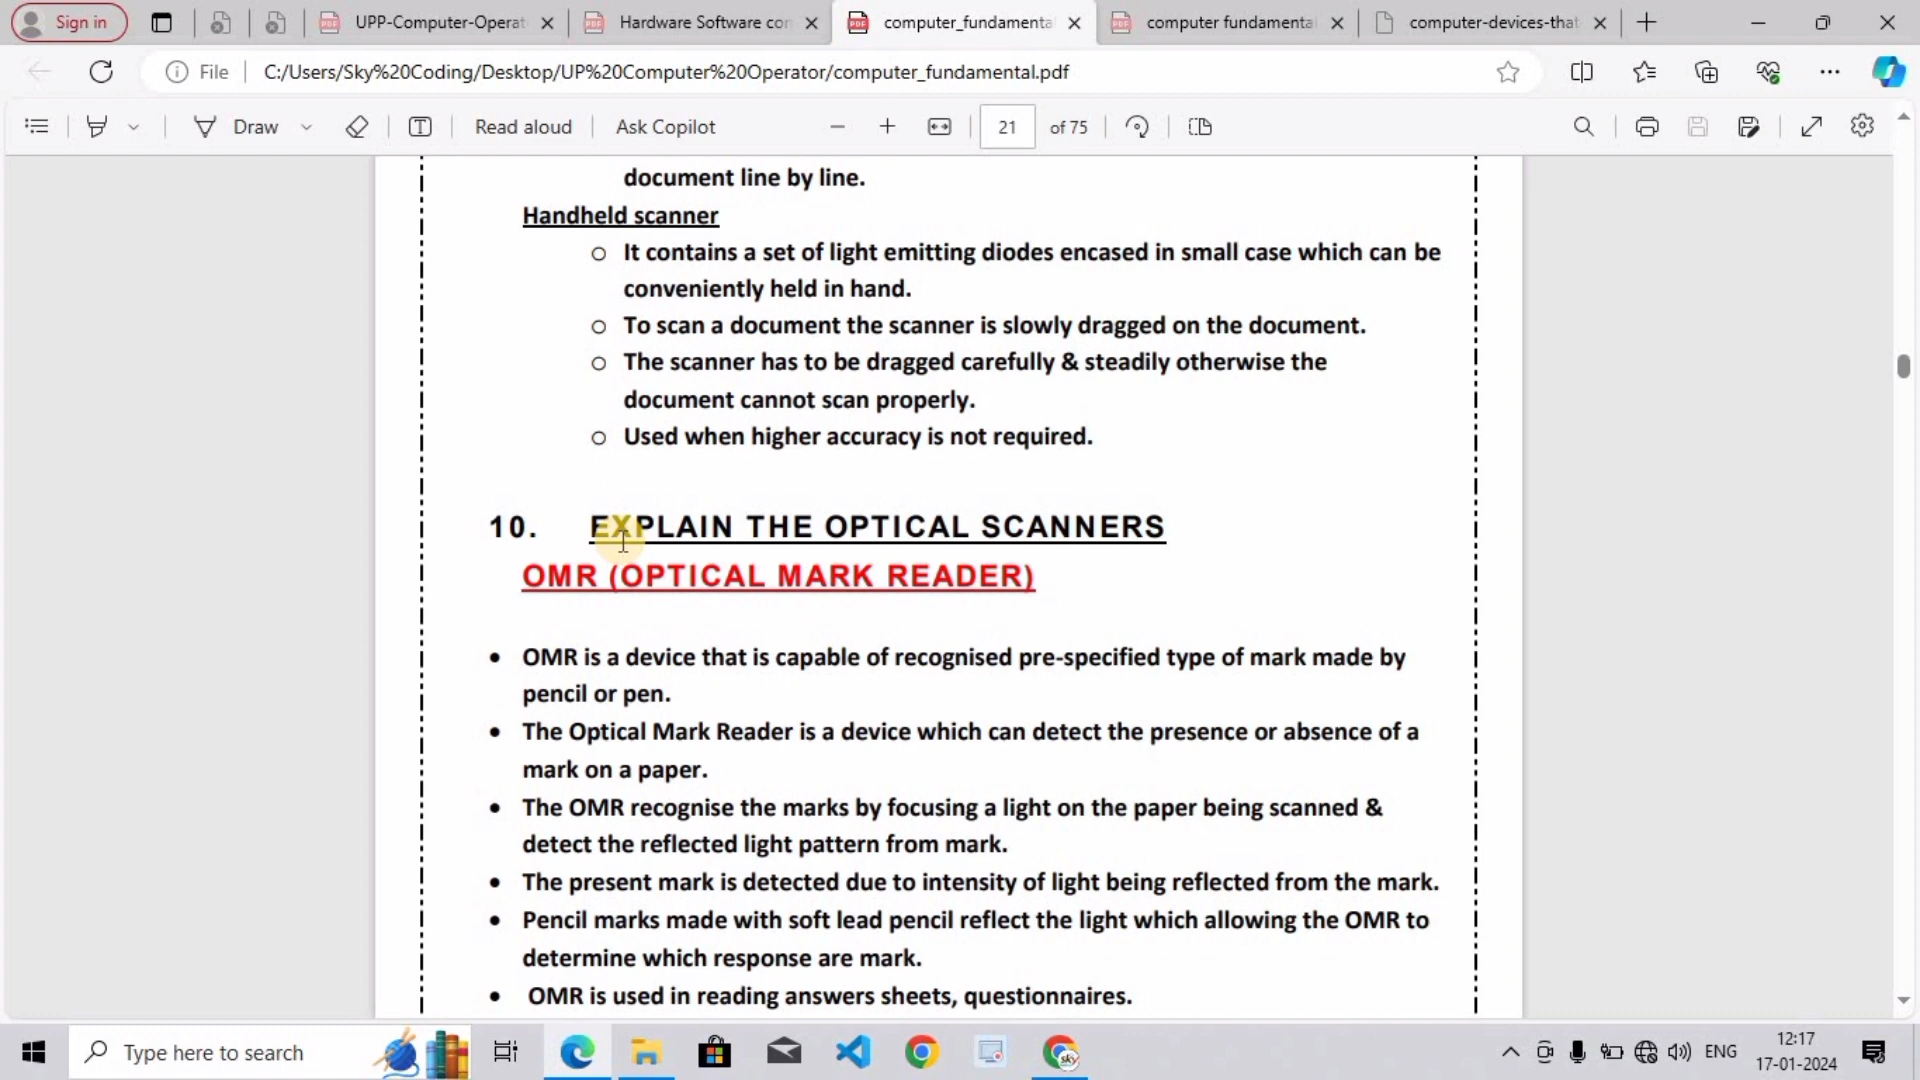 Sign in
UPP-Computer-Operat
Hardware Software con
computer_fundamenta
computer fundamental
computer-devices-that
File
C:/Users/Sky%20Coding/Desktop/UP%20Computer%20Operator/computer_fundamental.pdf
Draw
Read aloud
Ask Copilot
21
of 75
document line by line.
Handheld scanner
o It contains a set of light emitting diodes encased in small case which can be
conveniently held in hand.
o To scan a document the scanner is slowly dragged on the document.
o The scanner has to be dragged carefully & steadily otherwise the
document cannot scan properly.
o Used when higher accuracy is not required.
10. EXPLAIN THE OPTICAL SCANNERS
OMR (OPTICAL MARK READER)
• OMR is a device that is capable of recognised pre-specified type of mark made by
pencil or pen.
• The Optical Mark Reader is a device which can detect the presence or absence of a
mark on a paper.
• The OMR recognise the marks by focusing a light on the paper being scanned &
detect the reflected light pattern from mark.
• The present mark is detected due to intensity of light being reflected from the mark.
• Pencil marks made with soft lead pencil reflect the light which allowing the OMR to
determine which response are mark.
• OMR is used in reading answers sheets, questionnaires.
Type here to search
ENG
12:17
17-01-2024